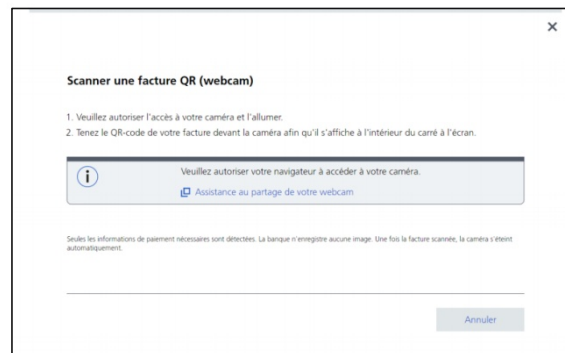 Scanner une facture QR (webcam)
1. Veuillez autoriser l'accès à votre caméra et l'allumer.
2. Tenez le QR-code de votre facture devant la caméra afin qu'il s'affiche à l'intérieur du carré à l'écran.
Veuillez autoriser votre navigateur à accéder à votre caméra.
Assistance au partage de votre webcam
Seules les informations de paiement nécessaires sont détectées. La banque n'enregistre aucune image. Une fois la facture scannée, la caméra s'éteint
automatiquement.
Annuler